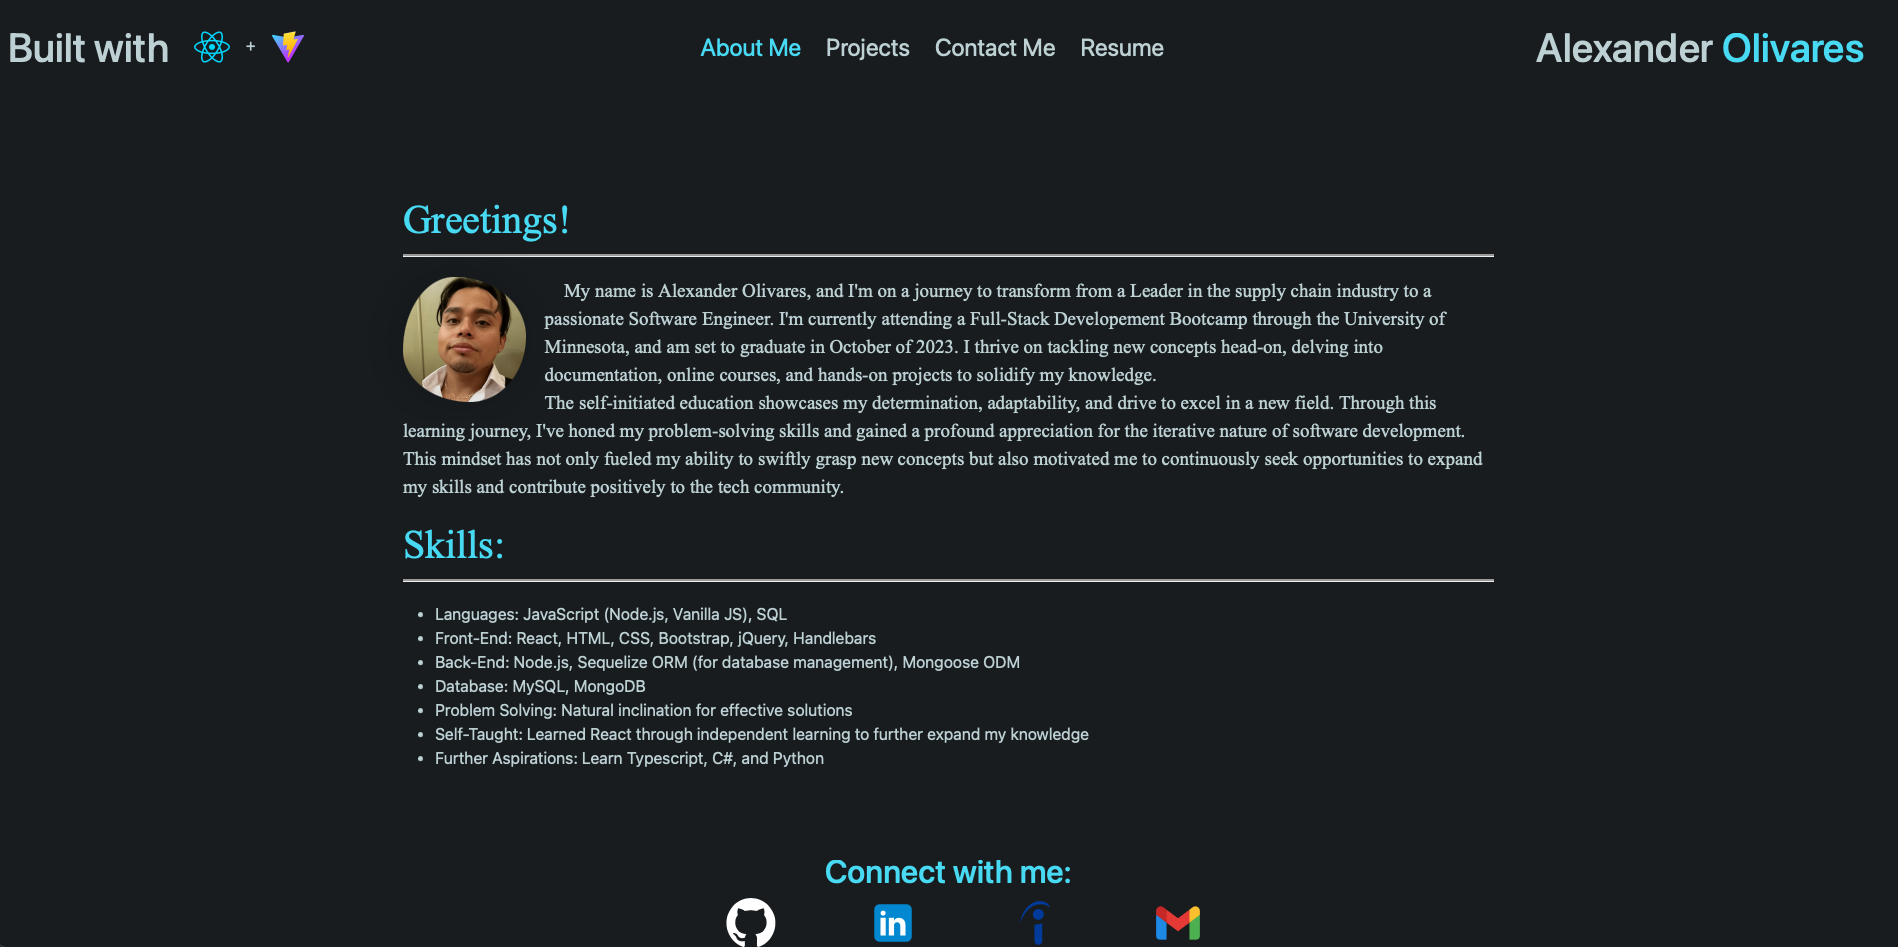 Built with +
About Me Projects Contact Me Resume
Alexander Olivares
Greetings!
My name is Alexander Olivares, and I'm on a journey to transform from a Leader in the supply chain industry to a
passionate Software Engineer. I'm currently attending a Full-Stack Developement Bootcamp through the University of
Minnesota, and am set to graduate in October of 2023. I thrive on tackling new concepts head-on, delving into
documentation, online courses, and hands-on projects to solidify my knowledge.
The self-initiated education showcases my determination, adaptability, and drive to excel in a new field. Through this
learning journey, I've honed my problem-solving skills and gained a profound appreciation for the iterative nature of software development.
This mindset has not only fueled my ability to swiftly grasp new concepts but also motivated me to continuously seek opportunities to expand
my skills and contribute positively to the tech community.
Skills:
• Languages: JavaScript (Node.js, Vanilla JS), SQL
• Front-End: React, HTML, CSS, Bootstrap, jQuery, Handlebars
• Back-End: Node.js, Sequelize ORM (for database management), Mongoose ODM
• Database: MySQL, MongoDB
• Problem Solving: Natural inclination for effective solutions
• Self-Taught: Learned React through independent learning to further expand my knowledge
• Further Aspirations: Learn Typescript, C#, and Python
Connect with me:
in